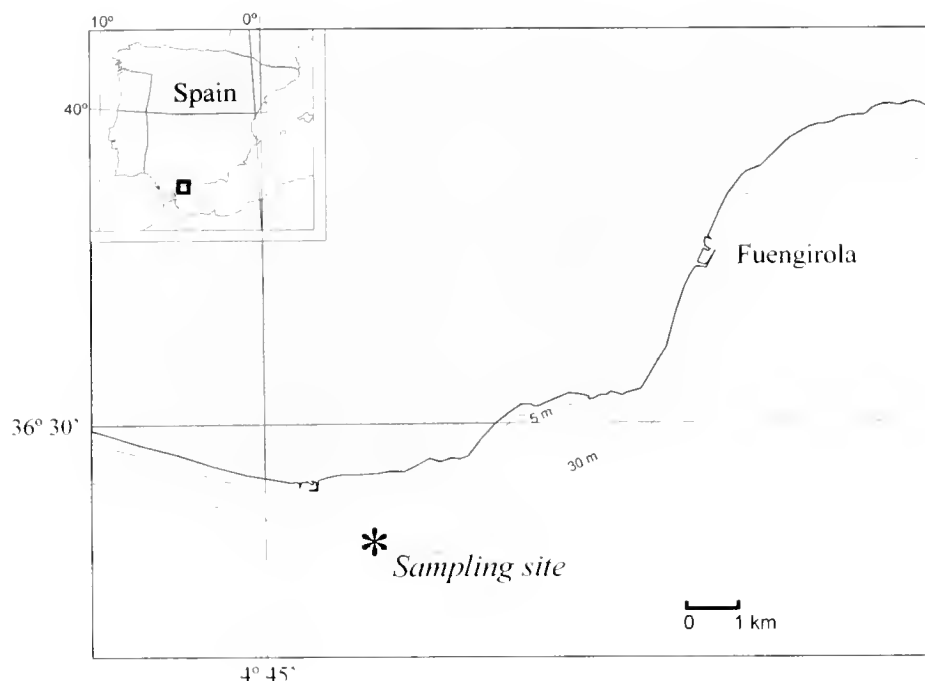 10º 0º
Spain
40º
Fuengirola
5 m
36º 30'
30 m
* Sampling site
0 1 km
4º 45'